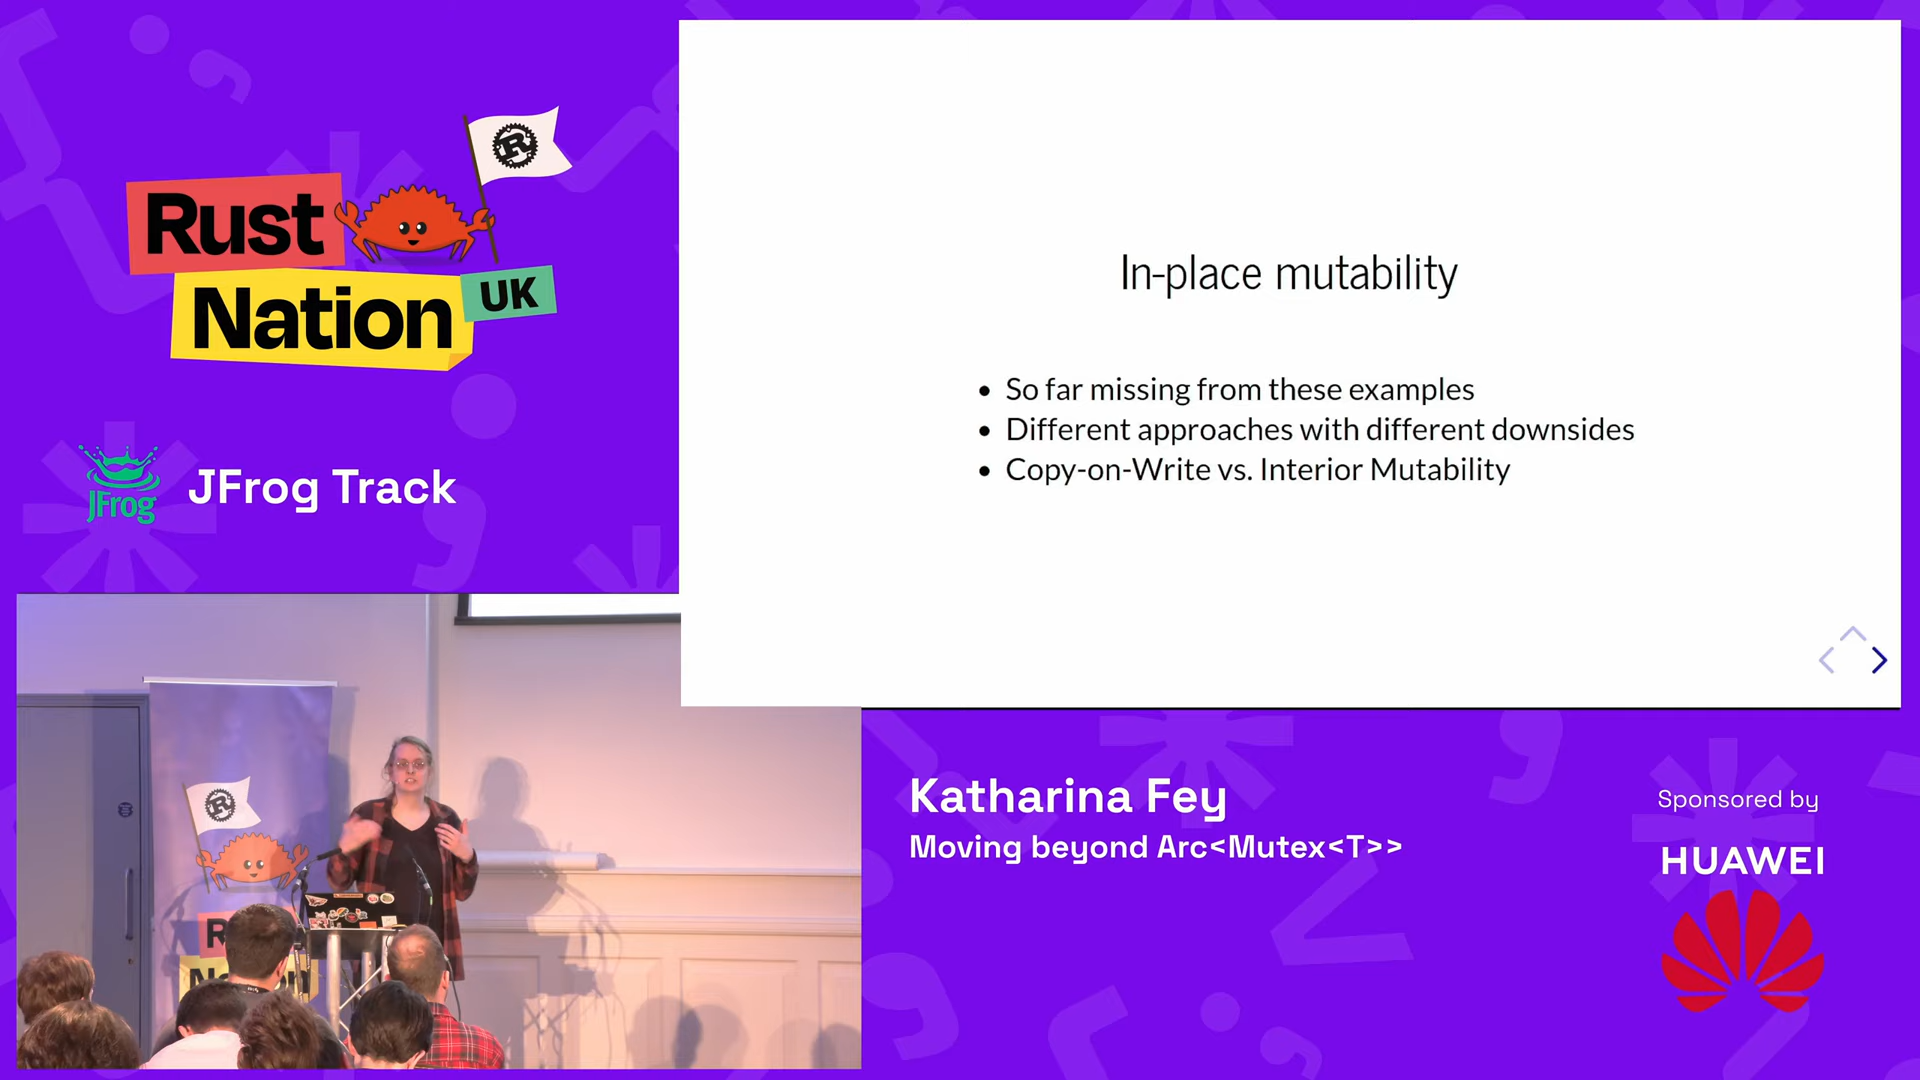 Rust
Nation
UK
R
JFrog
JFrog Track
In-place mutability
• So far missing from these examples
• Different approaches with different downsides
• Copy-on-Write vs. Interior Mutability
R
Katharina Fey
Moving beyond Arc<Mutex<T>>
Sponsored by
HUAWEI